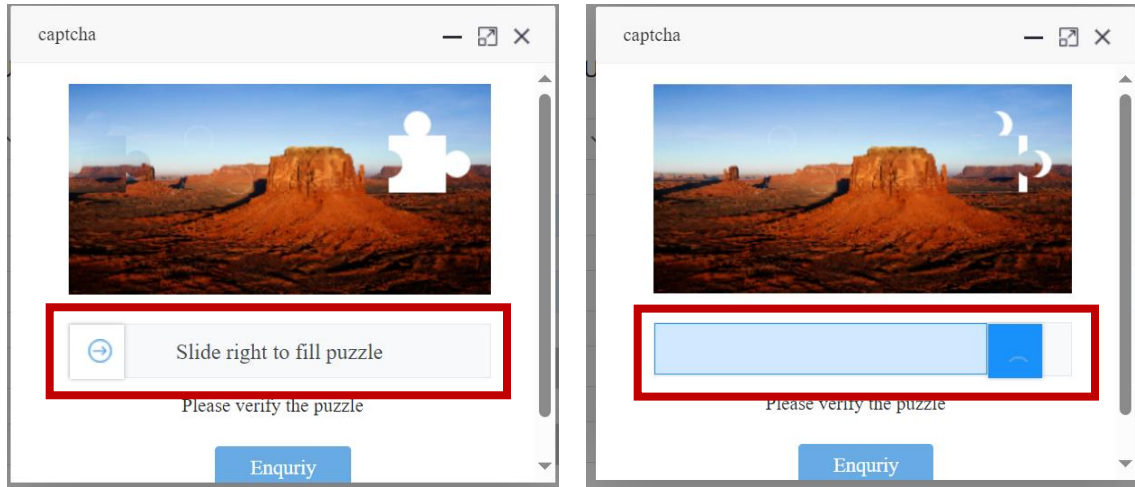 captcha
Slide right to fill puzzle
Please verify the puzzle
Enquriy
captcha
Please verify the puzzle
Enquriy